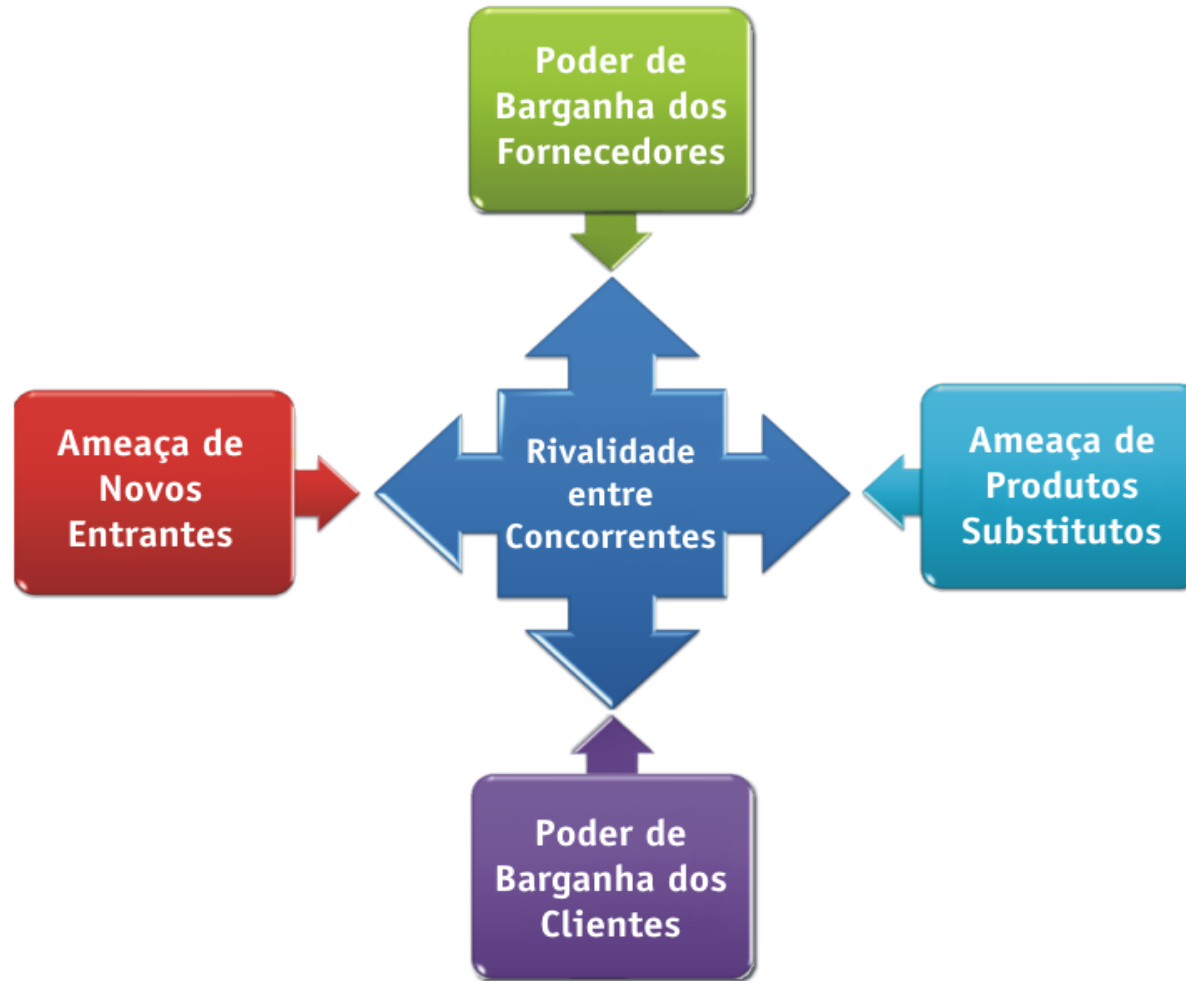 Poder de
Barganha dos
Fornecedores
Ameaça de
Novos
Entrantes
Rivalidade
entre
Concorrentes
Ameaça de
Produtos
Substitutos
Poder de
Barganha dos
Clientes